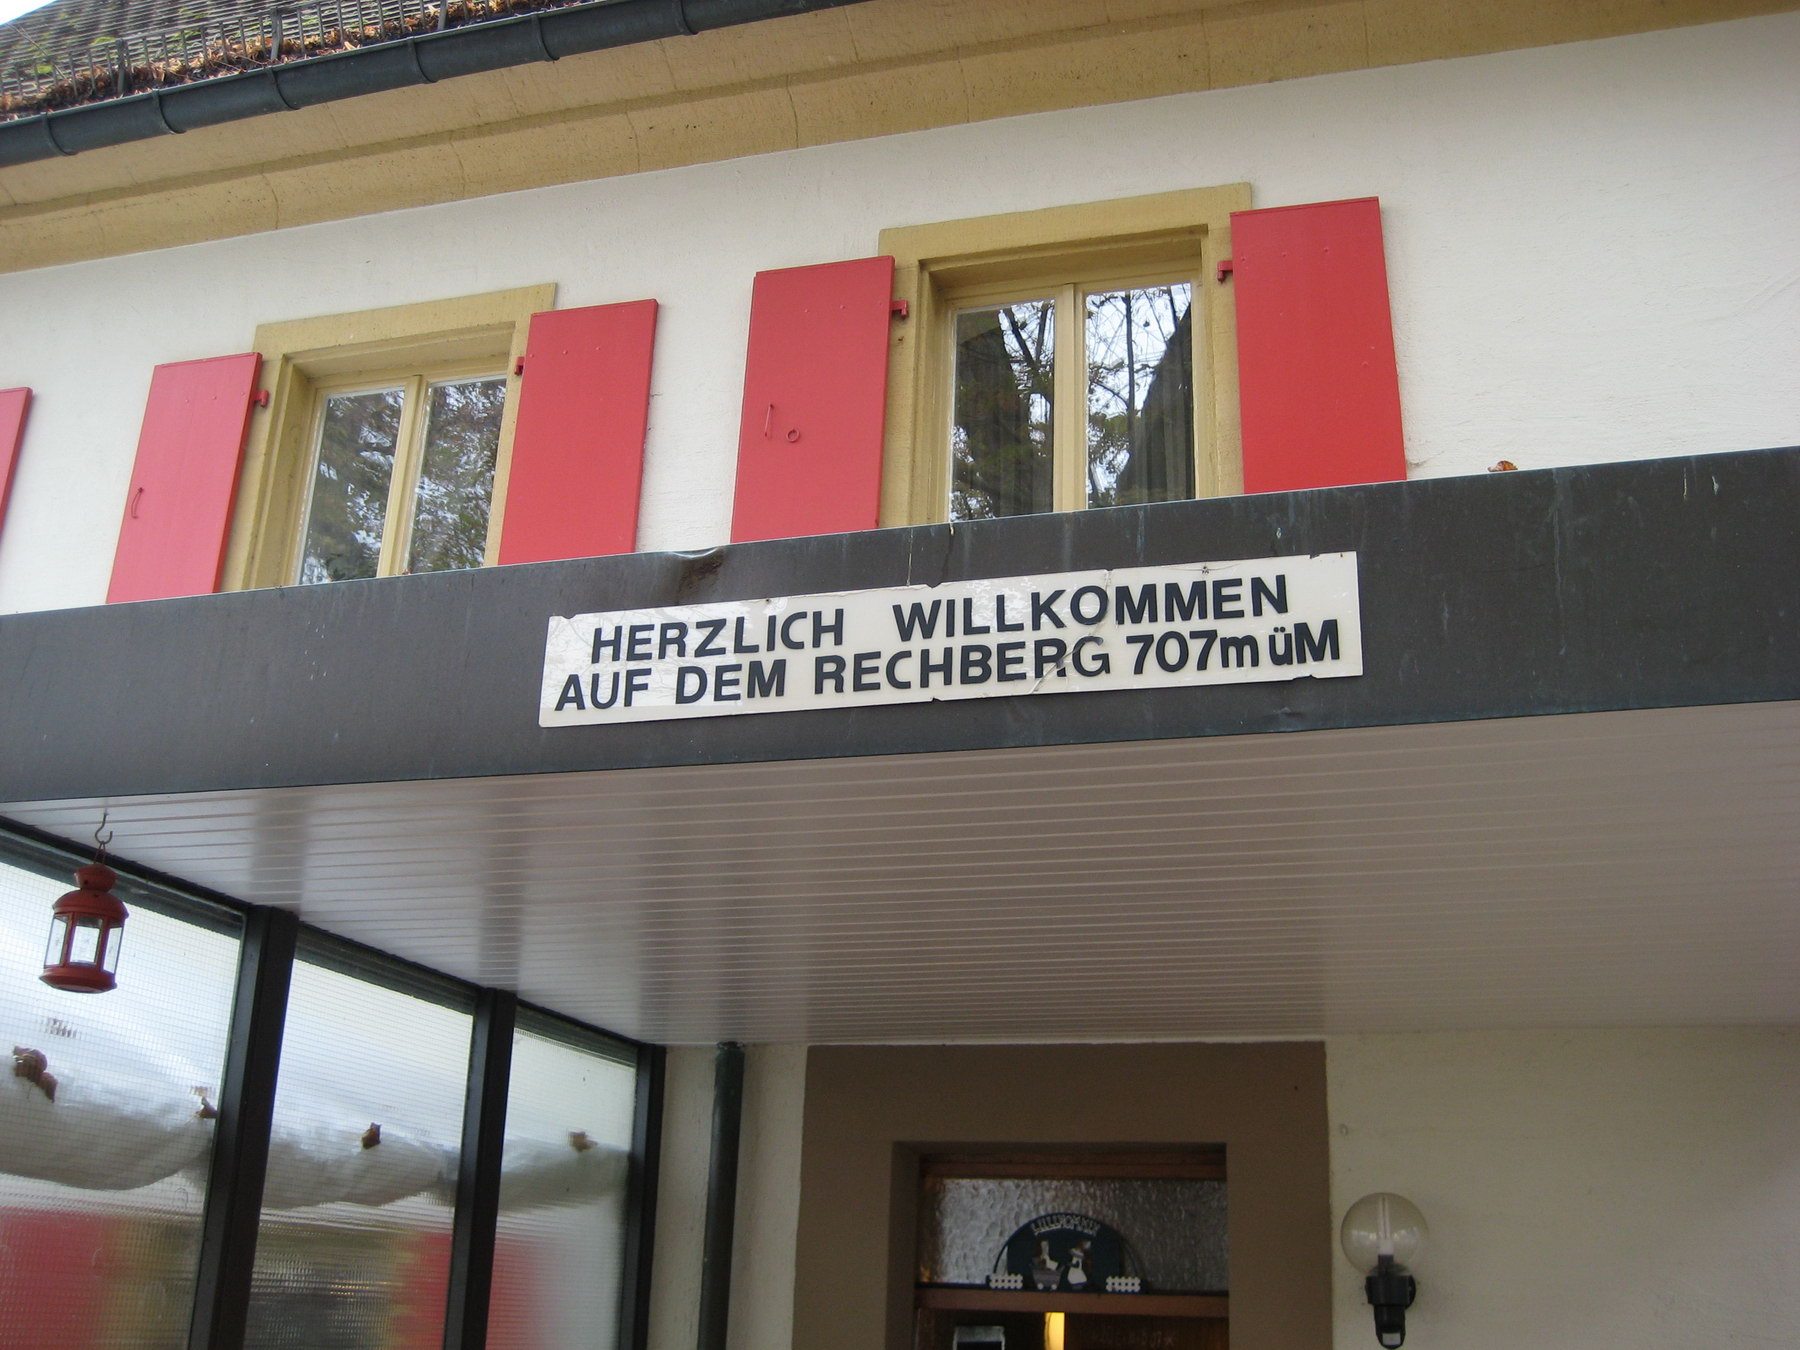 HERZLICH WILLKOMMEN
AUF DEM RECHBERG 707m üM